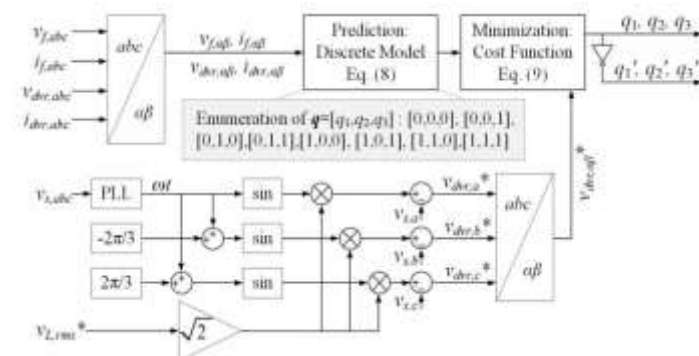 v_f,abc
i_f,abc
v_dvr,abc
i_dvr,abc
abc
αβ
v_f,αβ, i_f,αβ
v_dvr,αβ, i_dvr,αβ
Prediction:
Discrete Model
Eq. (8)
Minimization:
Cost Function
Eq. (9)
q1, q2, q3
q1', q2', q3'
Enumeration of q=[q1,q2,q3] : [0,0,0], [0,0,1],
[0,1,0],[0,1,1],[1,0,0], [1,0,1], [1,1,0],[1,1,1]
v_dvr,αβ*
v_s,abc
PLL
ωt
sin
v_dvr,a*
v_s,a
abc
-2π/3
+
+
sin
v_dvr,b*
v_s,b
2π/3
+
+
sin
v_dvr,c*
v_s,c
αβ
v_L,rms*
√2